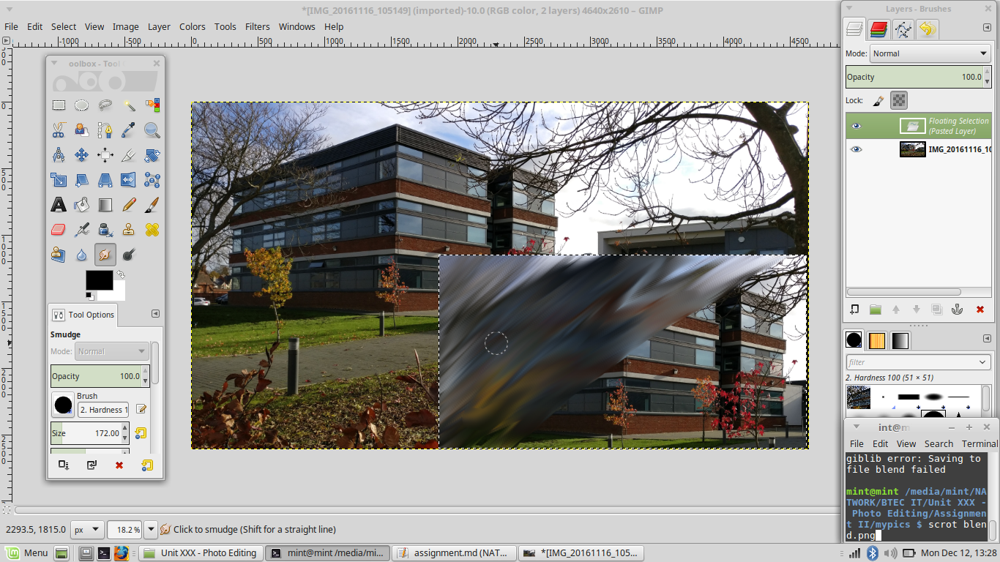 *[IMG_20161116_105149] (imported)-10.0 (RGB color, 2 layers) 4640x2610 – GIMP
File Edit Select View Image Layer Colors Tools Filters Windows Help
-1000 -500 0 500 1000 1500 2000 2500 3000 3500 4000 4500
0
500
1000
1500
2000
2500
oolbox - Tool
Tool Options
Smudge
Mode: Normal
Opacity 100.0
Brush
2. Hardness 1
Size 172.00
2293.5, 1815.0 px 18.2 % Click to smudge (Shift for a straight line)
Layers - Brushes
Mode: Normal
Opacity 100.0
Lock:
Floating Selection
(Pasted Layer)
IMG_20161116_10
filter
2. Hardness 100 (51 × 51)
int@m
File Edit View Search Terminal
giblib error: Saving to
file blend failed
mint@mint /media/mint/NA
TWORK/BTEC IT/Unit XXX -
Photo Editing/Assignmen
t II/mypics $ scrot blen
d.png
Menu Unit XXX - Photo Editing mint@mint /media/mi... assignment.md (NAT... *[IMG_20161116_105... Mon Dec 12, 13:28